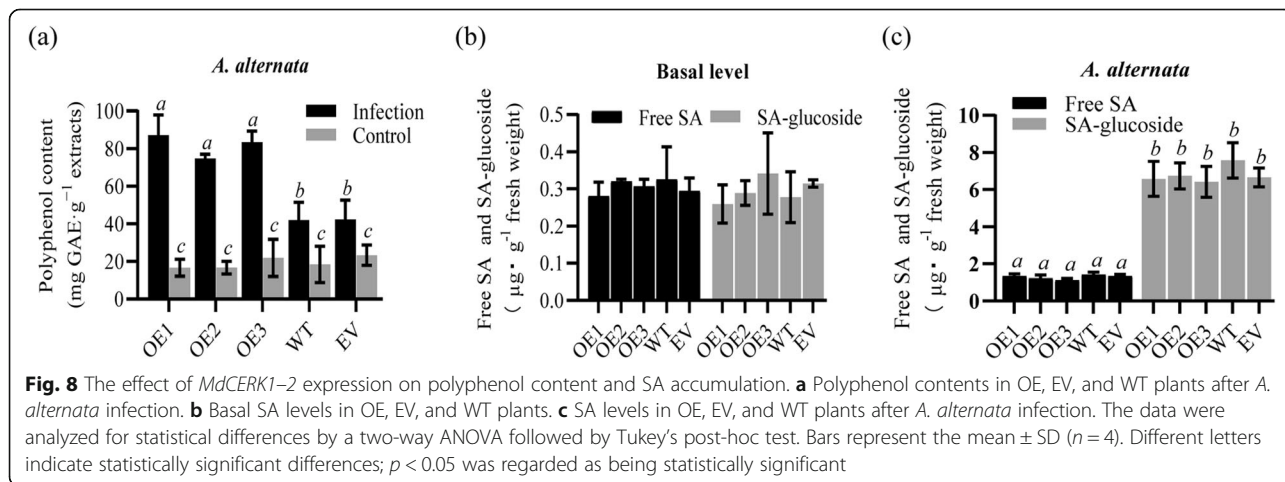 (a)
A. alternata
Infection
Control
Polyphenol content
(mg GAE·g⁻¹ extracts)
100
80
60
40
20
0
a
a
a
b
b
c
c
c
c
c
OE1
OE2
OE3
WT
EV
(b)
Basal level
Free SA
SA-glucoside
Free SA and SA-glucoside
( μg· g⁻¹ fresh weight)
0.5
0.4
0.3
0.2
0.1
0.0
OE1
OE2
OE3
WT
EV
OE1
OE2
OE3
WT
EV
(c)
A. alternata
Free SA
SA-glucoside
Free SA and SA-glucoside
( μg· g⁻¹ fresh weight)
8
6
4
2
0
a
a
a
a
a
b
b
b
b
b
OE1
OE2
OE3
WT
EV
OE1
OE2
OE3
WT
EV
Fig. 8 The effect of MdCERK1–2 expression on polyphenol content and SA accumulation. a Polyphenol contents in OE, EV, and WT plants after A.
alternata infection. b Basal SA levels in OE, EV, and WT plants. c SA levels in OE, EV, and WT plants after A. alternata infection. The data were
analyzed for statistical differences by a two-way ANOVA followed by Tukey's post-hoc test. Bars represent the mean ± SD (n = 4). Different letters
indicate statistically significant differences; p < 0.05 was regarded as being statistically significant